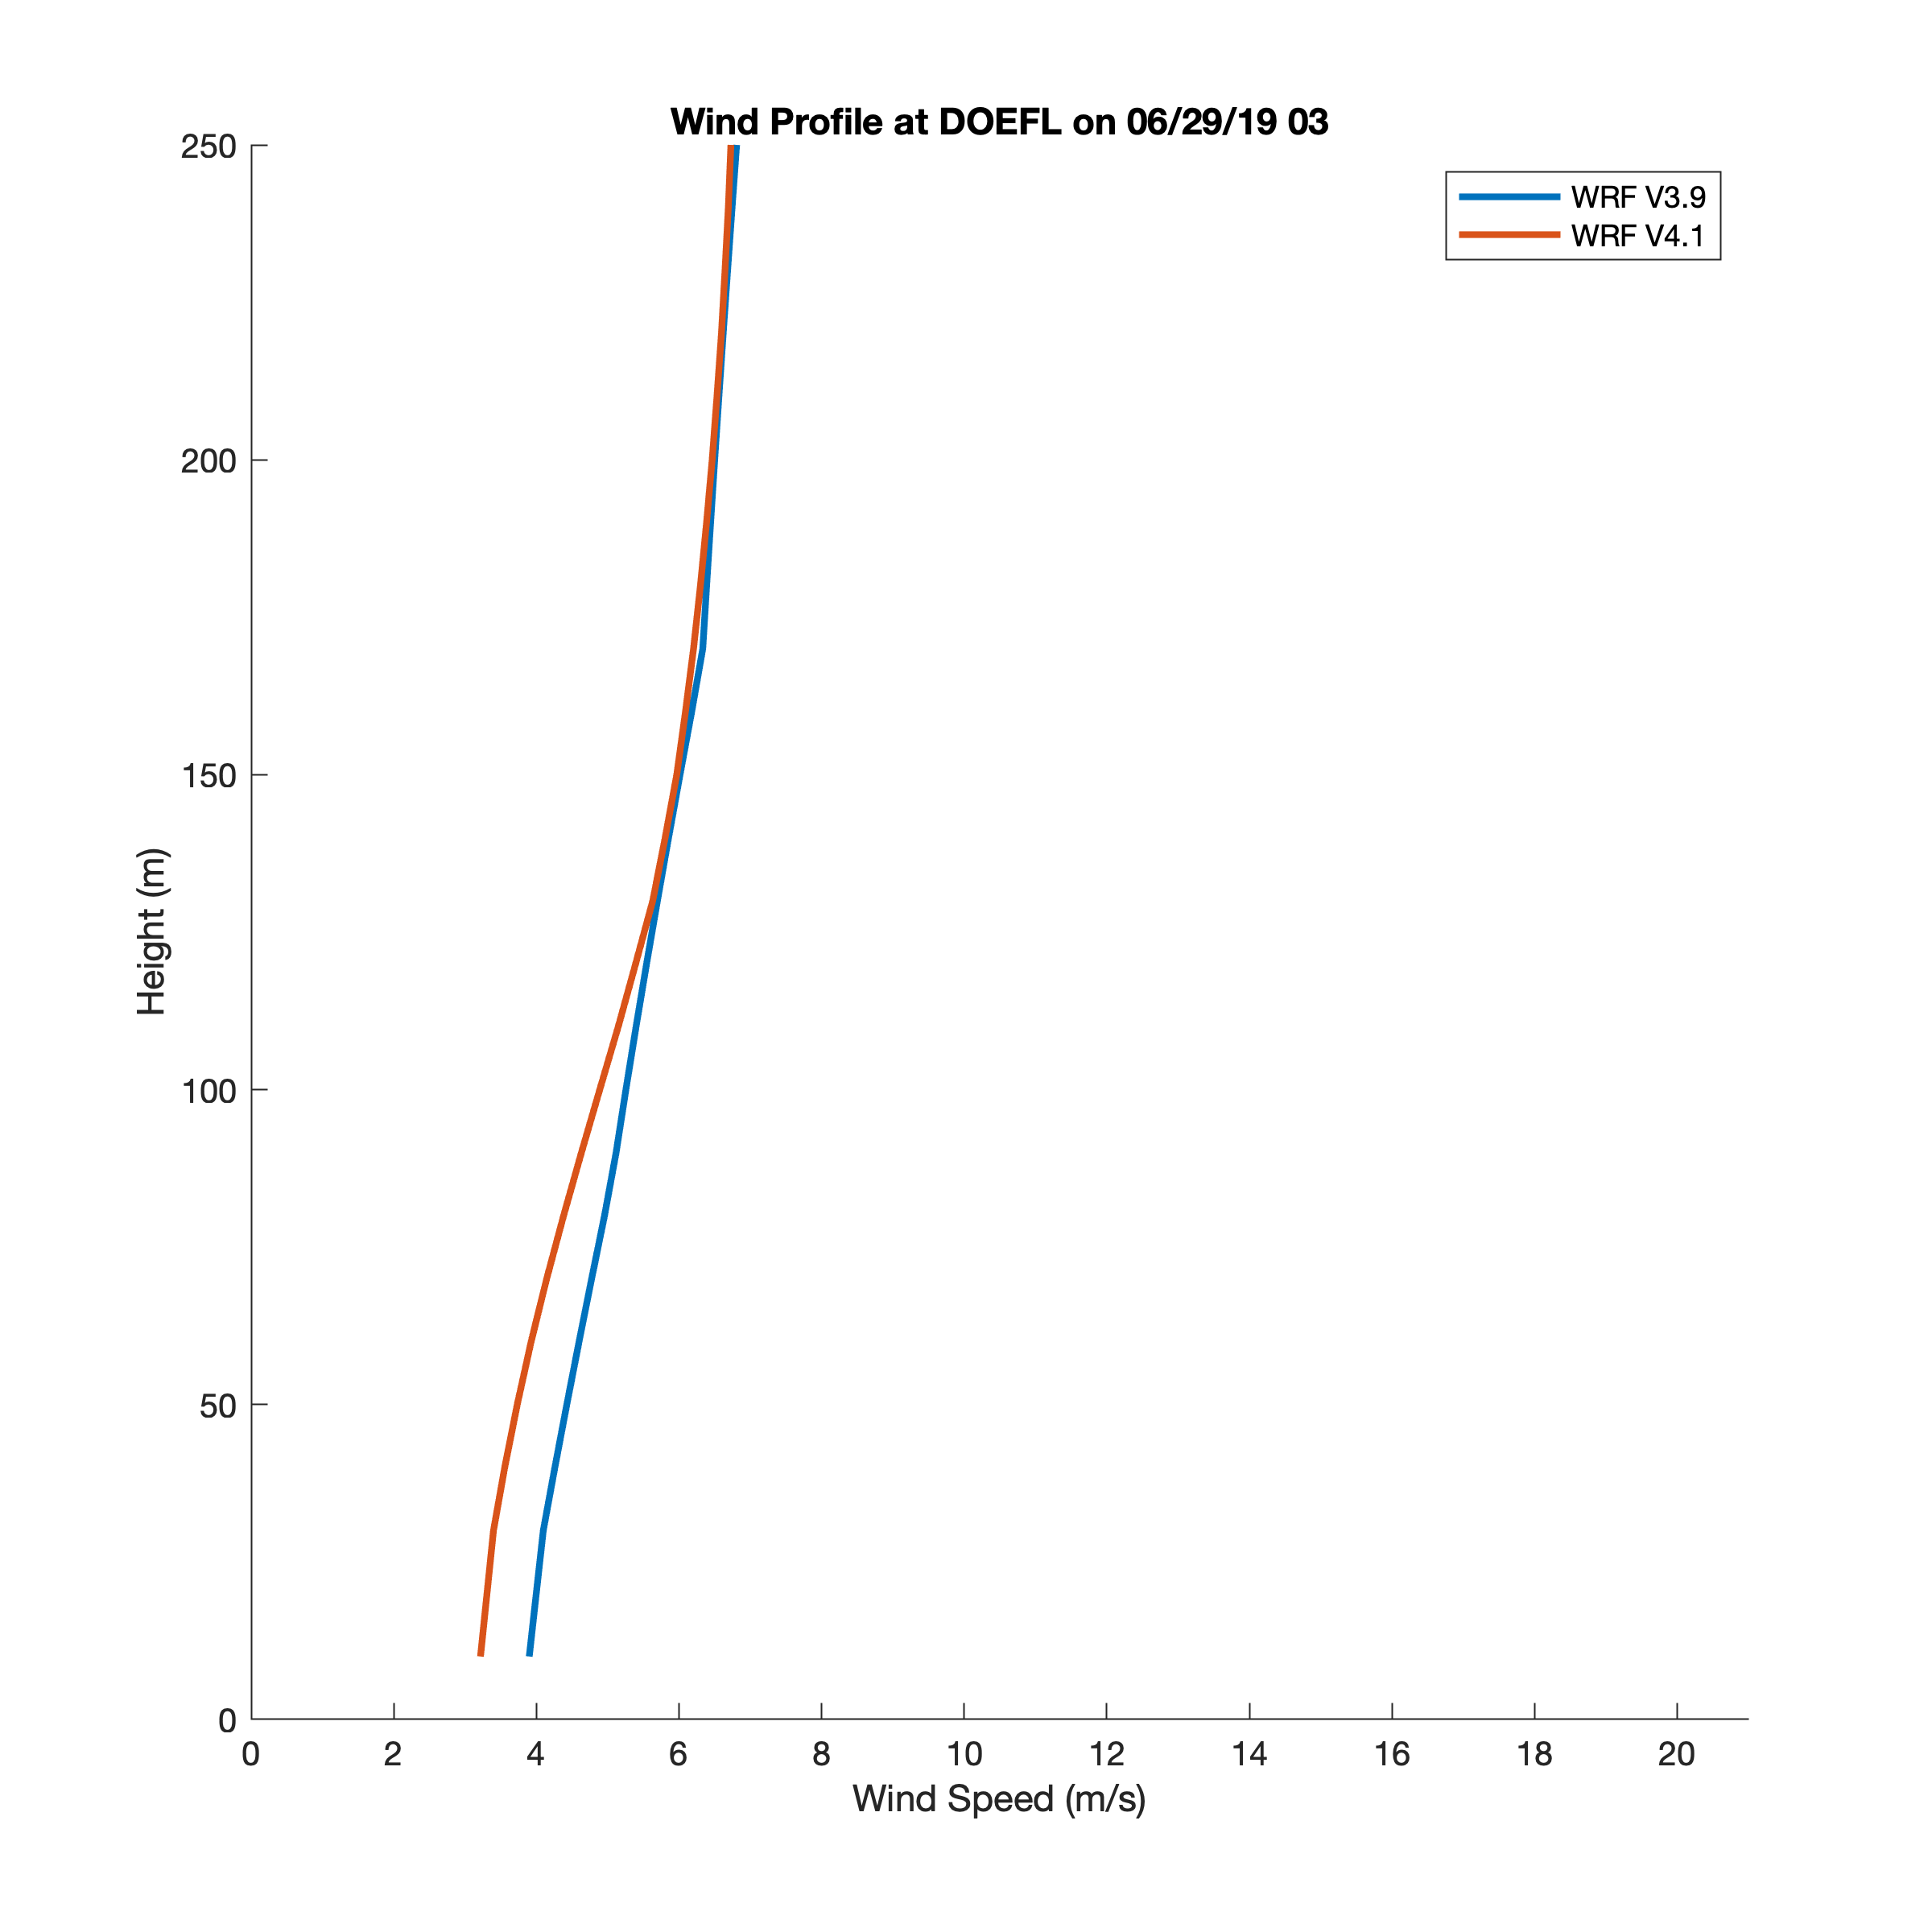 Wind Profile at DOEFL on 06/29/19 03
WRF V3.9
WRF V4.1
250
200
150
100
50
0
Height (m)
0 2 4 6 8 10 12 14 16 18 20
Wind Speed (m/s)